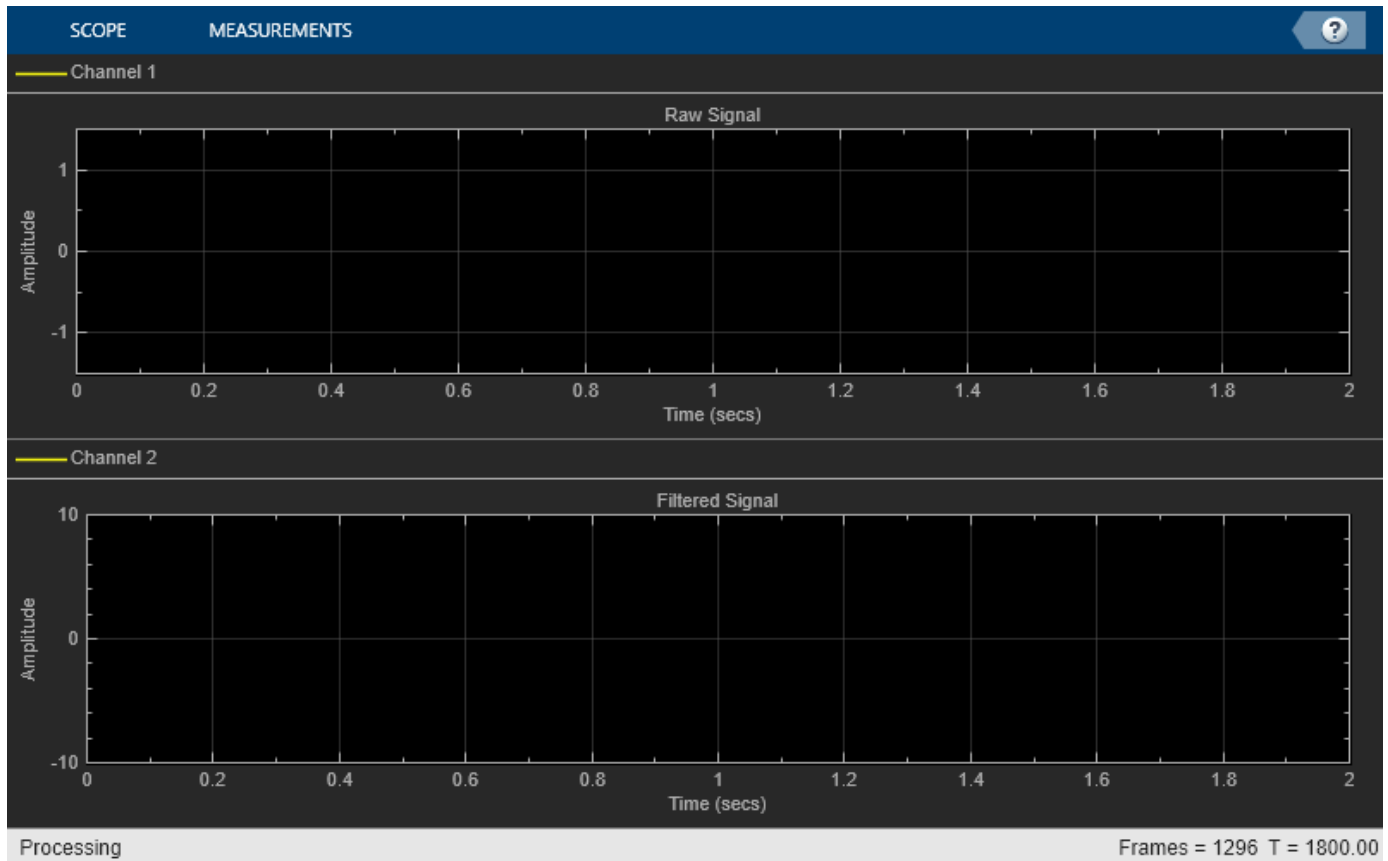 SCOPE MEASUREMENTS ?
Channel 1
Raw Signal
1
0
-1
Amplitude
0 0.2 0.4 0.6 0.8 1 1.2 1.4 1.6 1.8 2
Time (secs)
Channel 2
Filtered Signal
10
0
-10
Amplitude
0 0.2 0.4 0.6 0.8 1 1.2 1.4 1.6 1.8 2
Time (secs)
Processing Frames = 1296 T = 1800.00